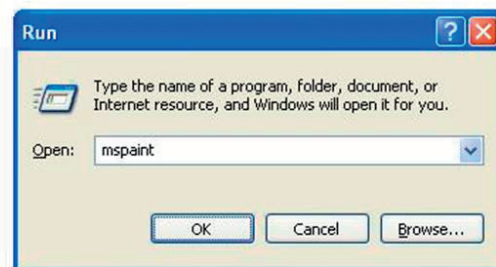 Run
Type the name of a program, folder, document, or
Internet resource, and Windows will open it for you.
Open: mspaint
OK Cancel Browse...